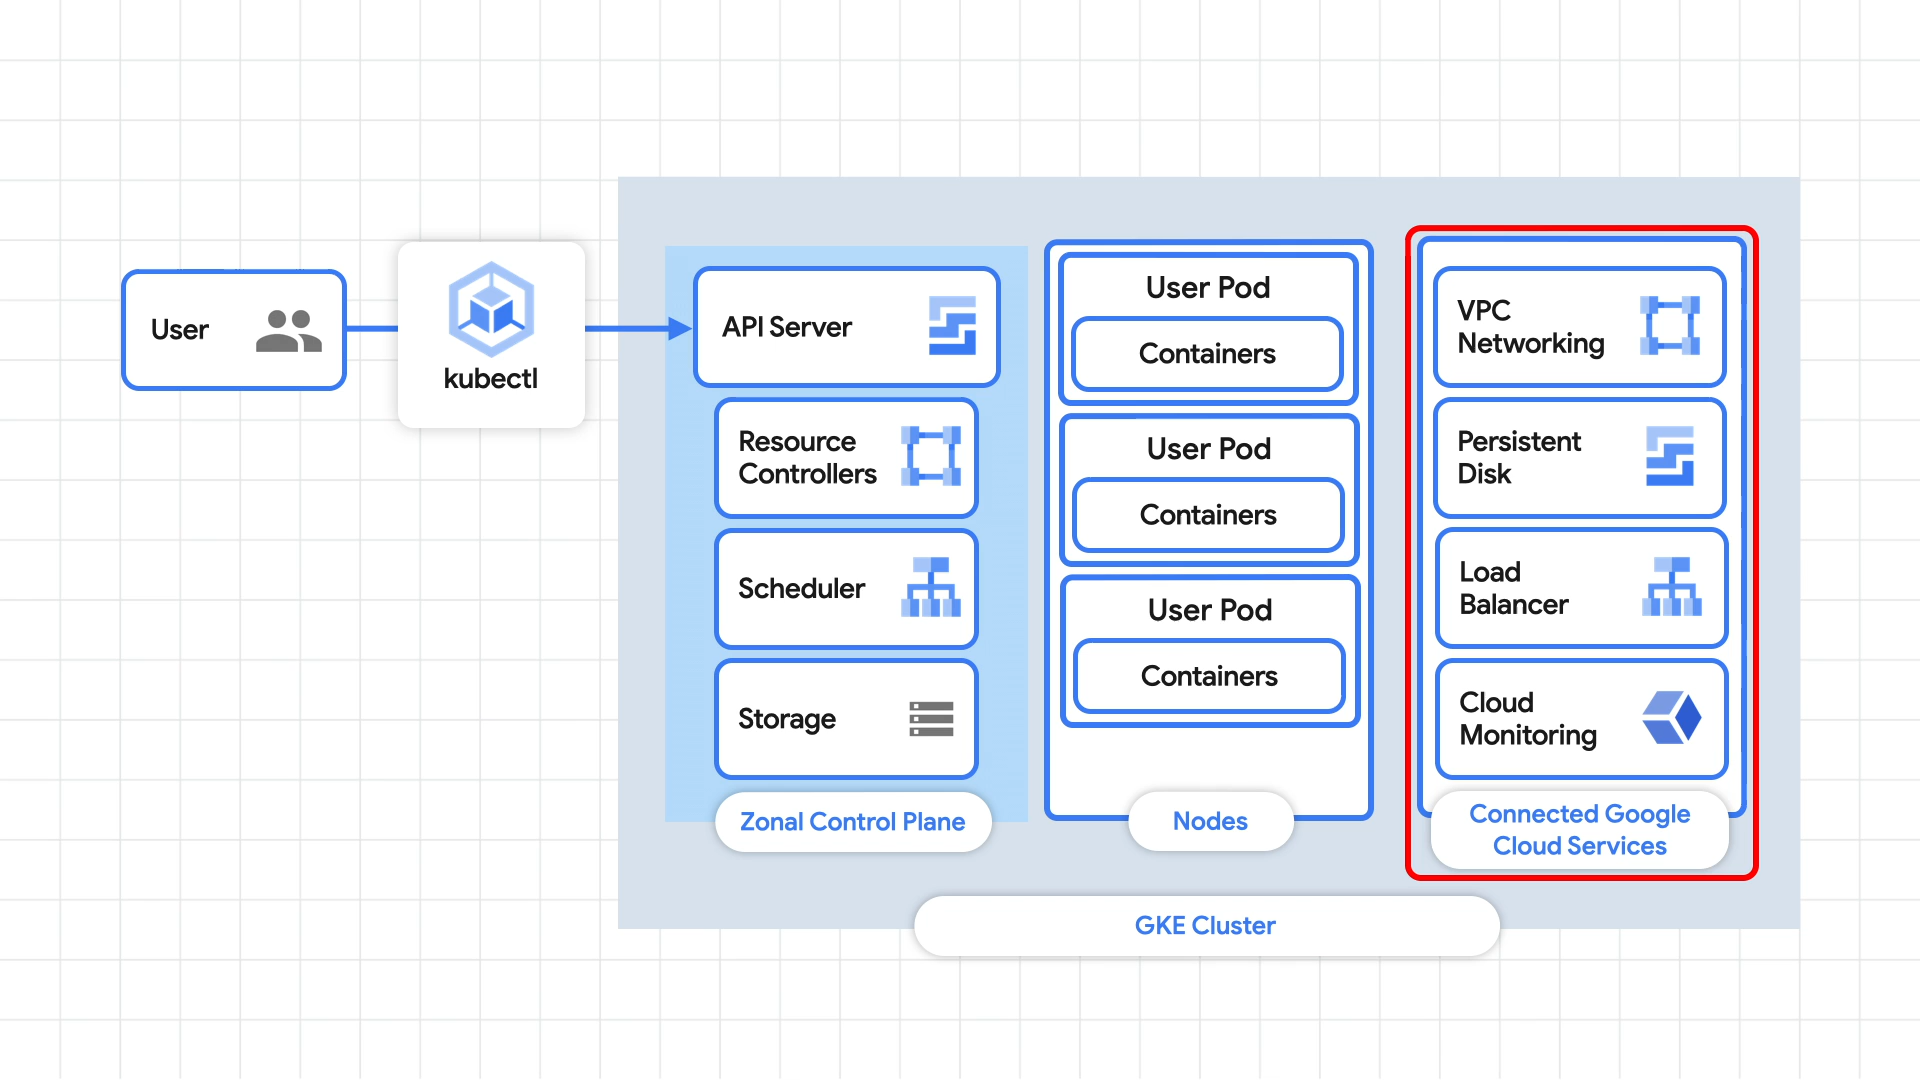 User
kubectl
API Server
Resource
Controllers
Scheduler
Storage
Zonal Control Plane
User Pod
Containers
User Pod
Containers
User Pod
Containers
Nodes
VPC
Networking
Persistent
Disk
Load
Balancer
Cloud
Monitoring
Connected Google
Cloud Services
GKE Cluster